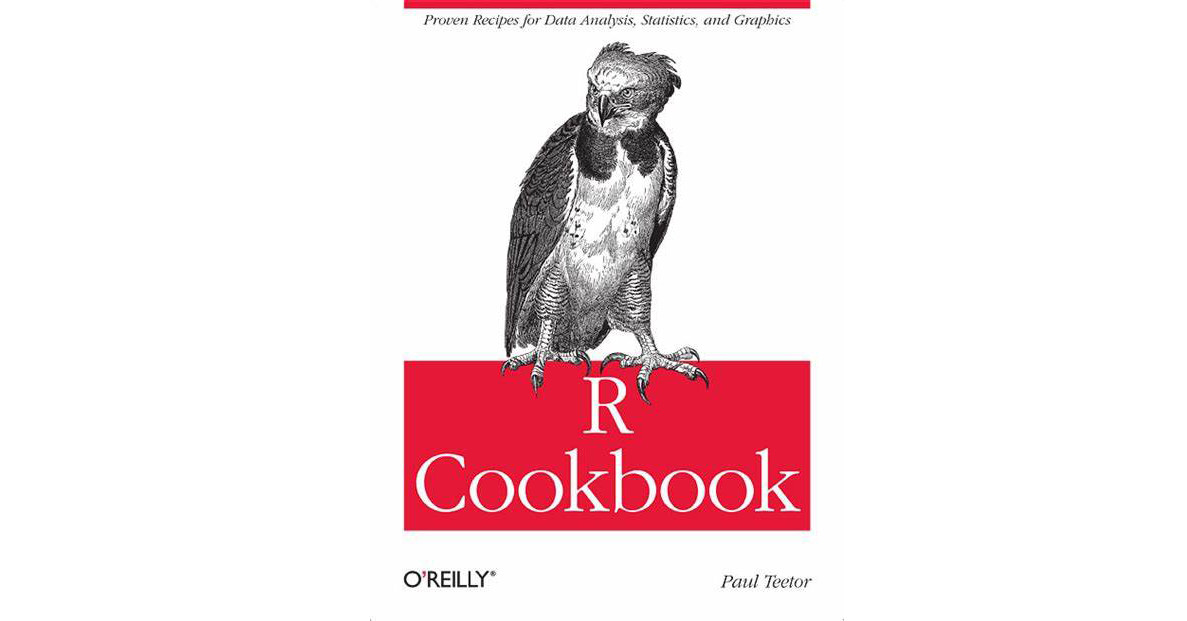 Proven Recipes for Data Analysis, Statistics, and Graphics
R
Cookbook
O'REILLY®
Paul Teetor